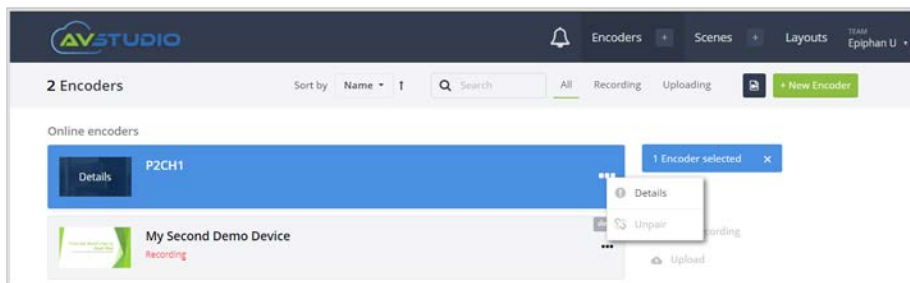 AVSTUDIO
Encoders + Scenes + Layouts TEAM Epiphan U
2 Encoders Sort by Name Search All Recording Uploading + New Encoder
Online encoders
P2CH1
Details
1 Encoder selected ×
Details
Unpair
My Second Demo Device
Recording
Upload